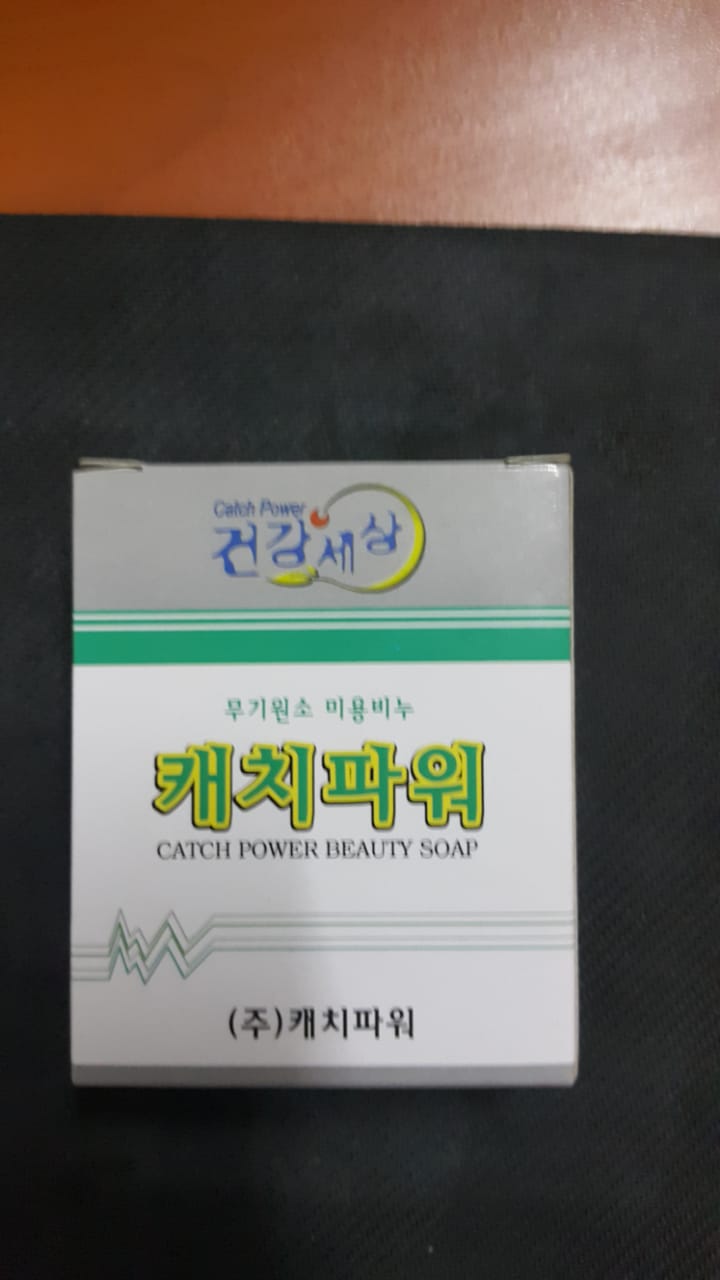 Catch Power
건강세상
무기원소 미용비누
캐치파워
CATCH POWER BEAUTY SOAP
(주)캐치파워